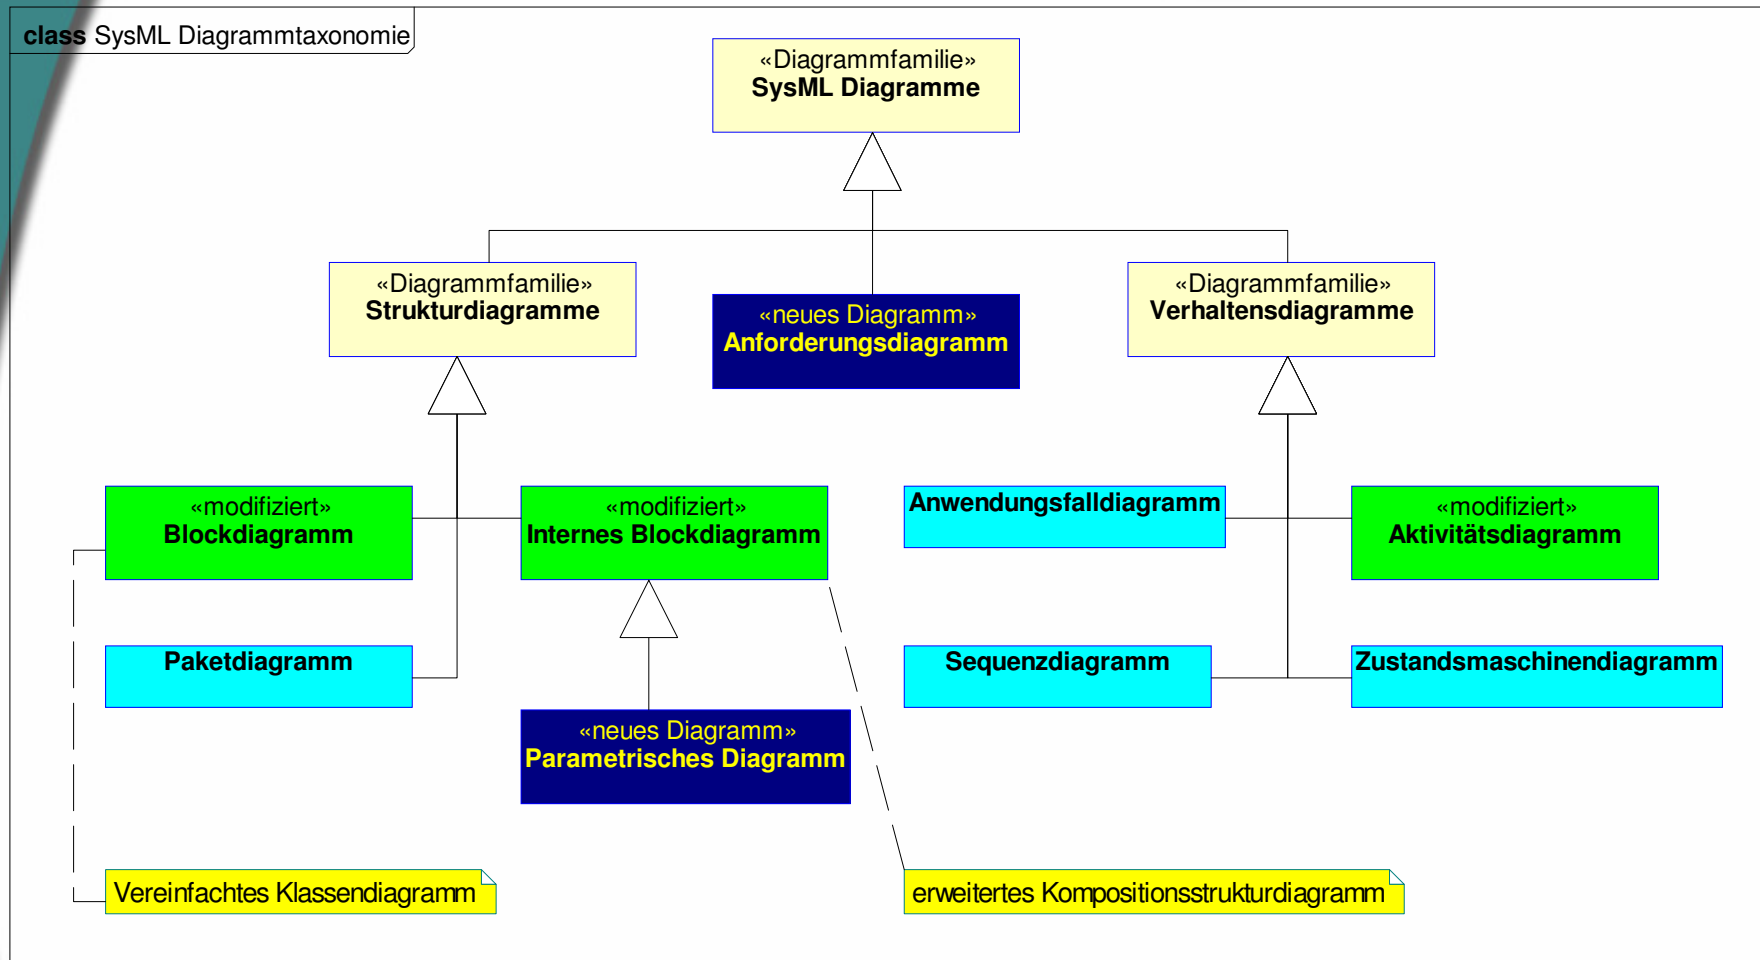 class SysML Diagrammtaxonomie
«Diagrammfamilie»
SysML Diagramme
«Diagrammfamilie»
Strukturdiagramme
«neues Diagramm»
Anforderungsdiagramm
«Diagrammfamilie»
Verhaltensdiagramme
«modifiziert»
Blockdiagramm
«modifiziert»
Internes Blockdiagramm
Anwendungsfalldiagramm
«modifiziert»
Aktivitätsdiagramm
Paketdiagramm
Sequenzdiagramm
Zustandsmaschinendiagramm
«neues Diagramm»
Parametrisches Diagramm
Vereinfachtes Klassendiagramm
erweitertes Kompositionsstrukturdiagramm